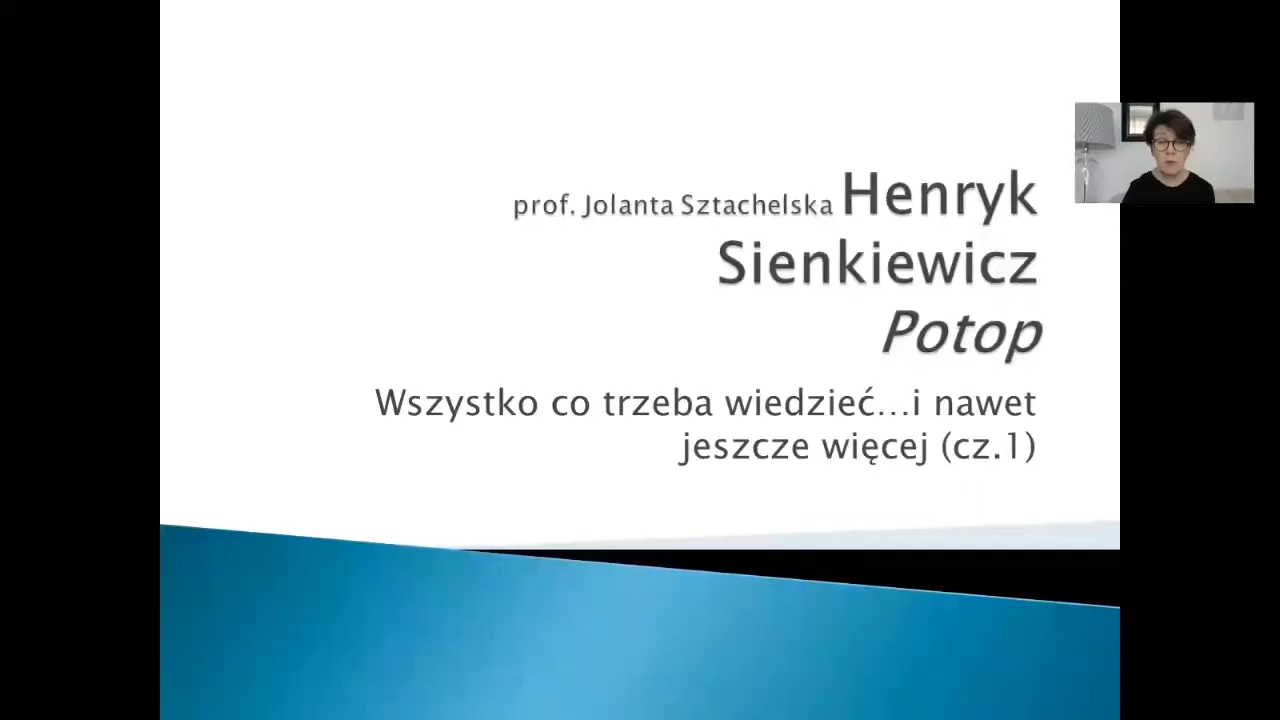 prof. Jolanta Sztachelska Henryk
Sienkiewicz
Potop
Wszystko co trzeba wiedzieć...i nawet
jeszcze więcej (cz.1)